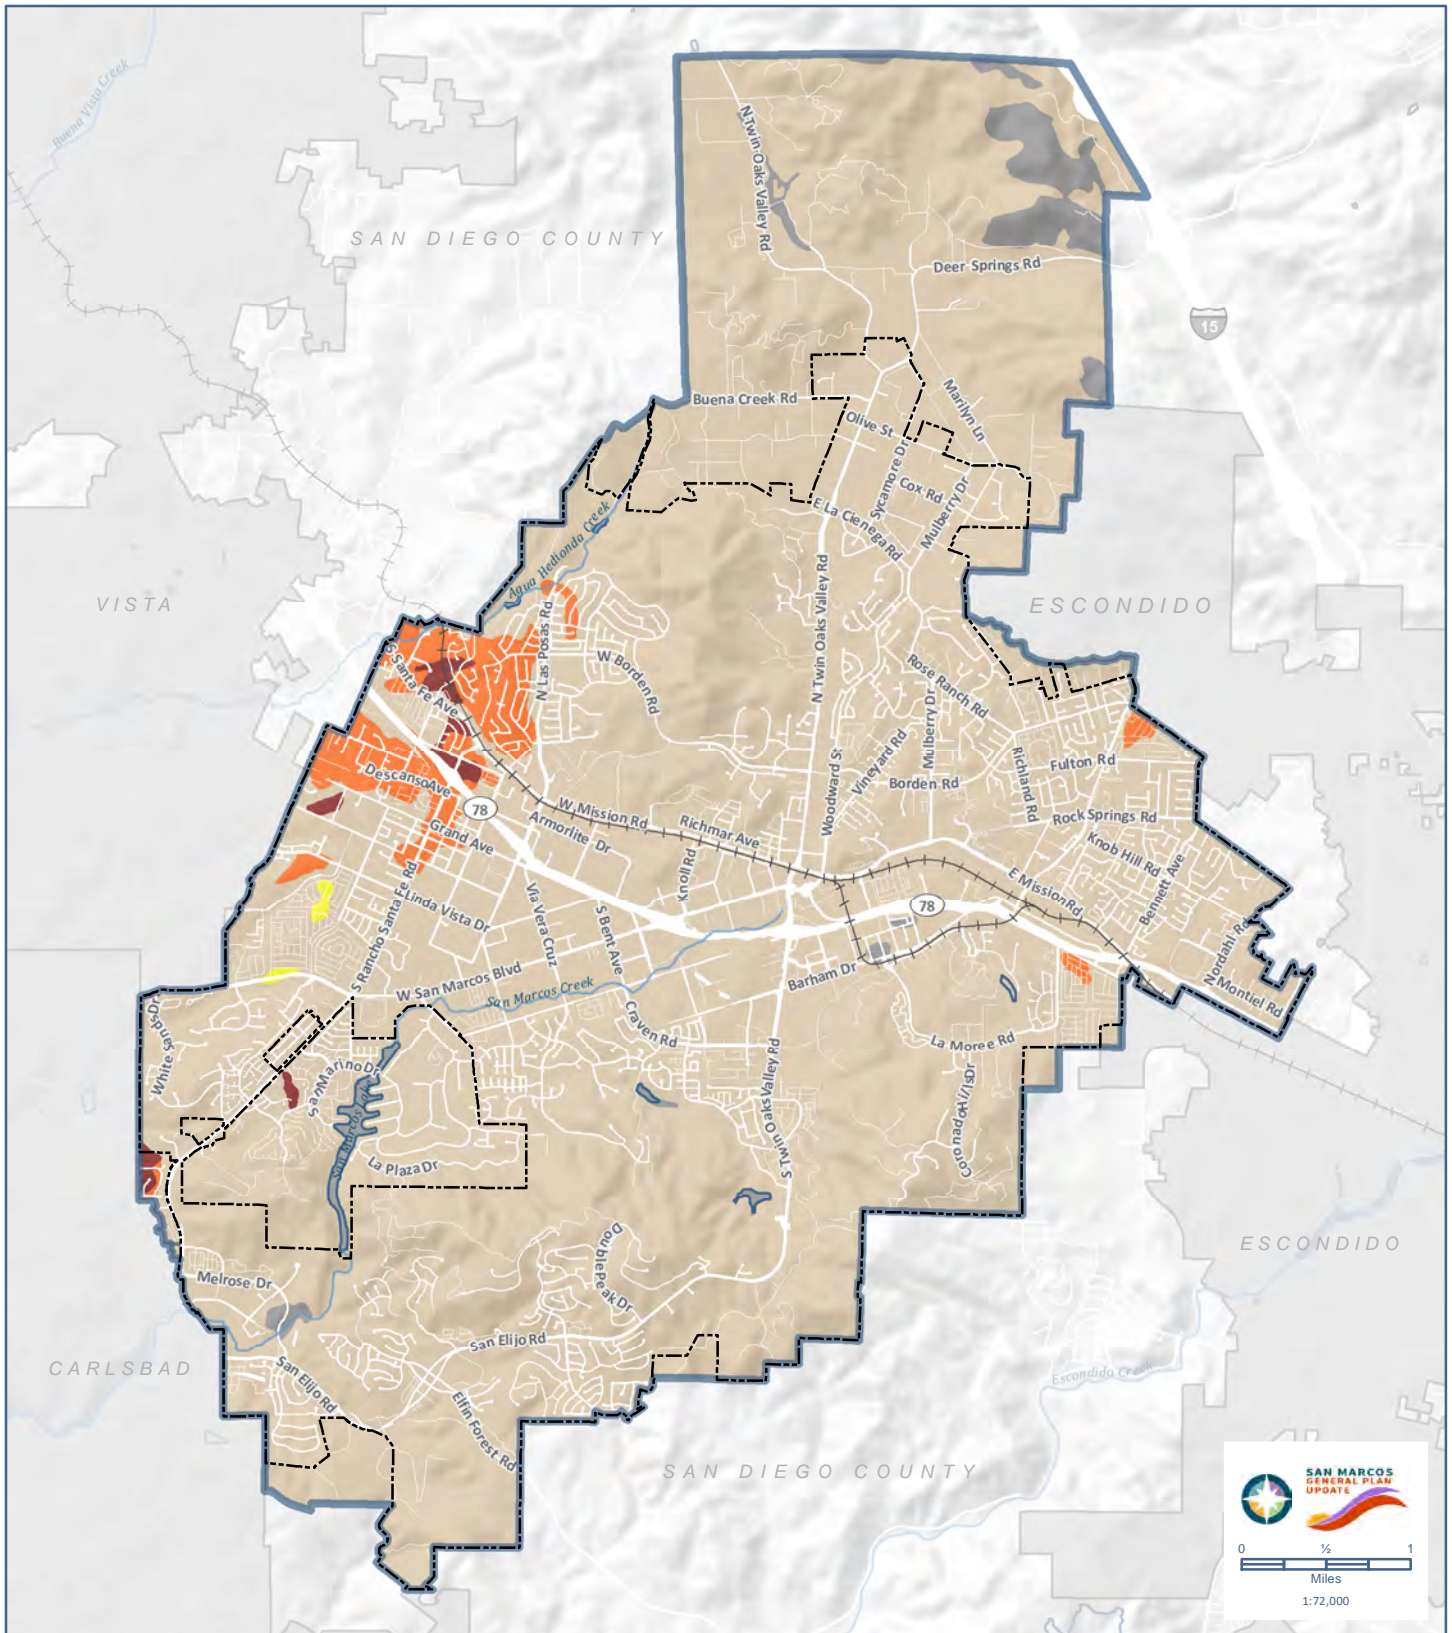 Buena Vista Creek
SAN DIEGO COUNTY
N Twin Oaks Valley Rd
Deer Springs Rd
15
Buena Creek Rd
Marilyn Ln
Olive St
Sycamore Dr
Cox Rd
Mulberry Dr
E La Cienega Rd
Agua Hedionda Creek
VISTA
ESCONDIDO
N Las Posas Rd
N Twin Oaks Valley Rd
S Santa Fe Ave
W Borden Rd
Rose Ranch Rd
Mulberry Dr
Vineyard Rd
Woodward St
Borden Rd
Richland Rd
Fulton Rd
Descanso Ave
78
W Mission Rd
Richmar Ave
Rock Springs Rd
Armorlite Dr
Grand Ave
Knob Hill Rd
Bennett Ave
Knoll Rd
E Mission Rd
S Rancho Santa Fe Rd
Linda Vista Dr
Via Vera Cruz
S Bent Ave
78
Nordahl Rd
Barham Dr
W San Marcos Blvd
San Marcos Creek
Montiel Rd
White Sands Dr
Craven Rd
La Moree Rd
San Marino Dr
San Marcos Lake
Coronado Hills Dr
S Twin Oaks Valley Rd
La Plaza Dr
Double Peak Dr
ESCONDIDO
Melrose Dr
San Elijo Rd
CARLSBAD
San Elijo Rd
Escondido Creek
Elfin Forest Rd
SAN DIEGO COUNTY
SAN MARCOS
GENERAL PLAN
UPDATE
0 ½ 1
Miles
1:72,000